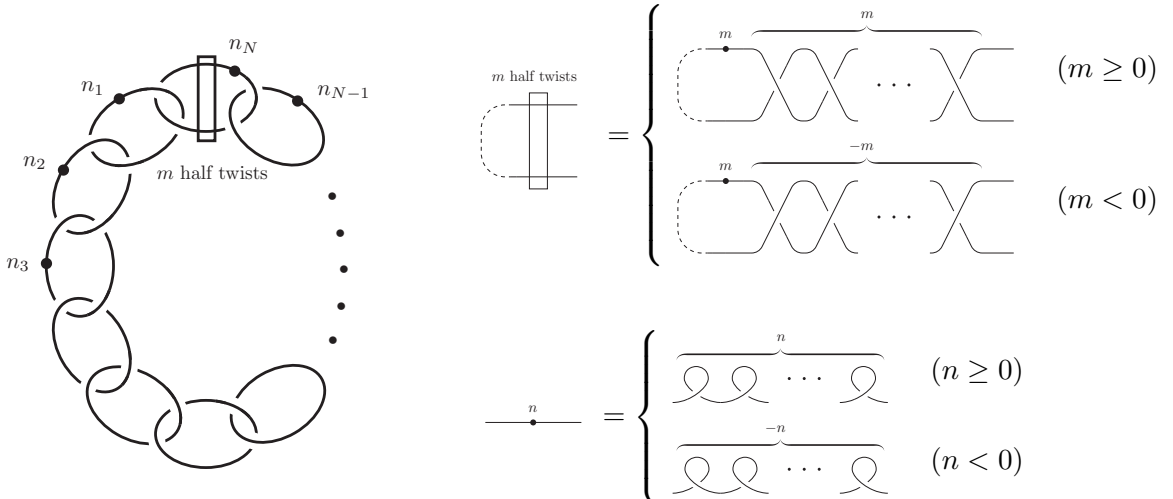 n_N
n_1
n_{N-1}
n_2
m half twists
n_3
m half twists
=
m
m
· · ·
(m ≥ 0)
-m
m
· · ·
(m < 0)
n
=
n
· · ·
(n ≥ 0)
-n
· · ·
(n < 0)